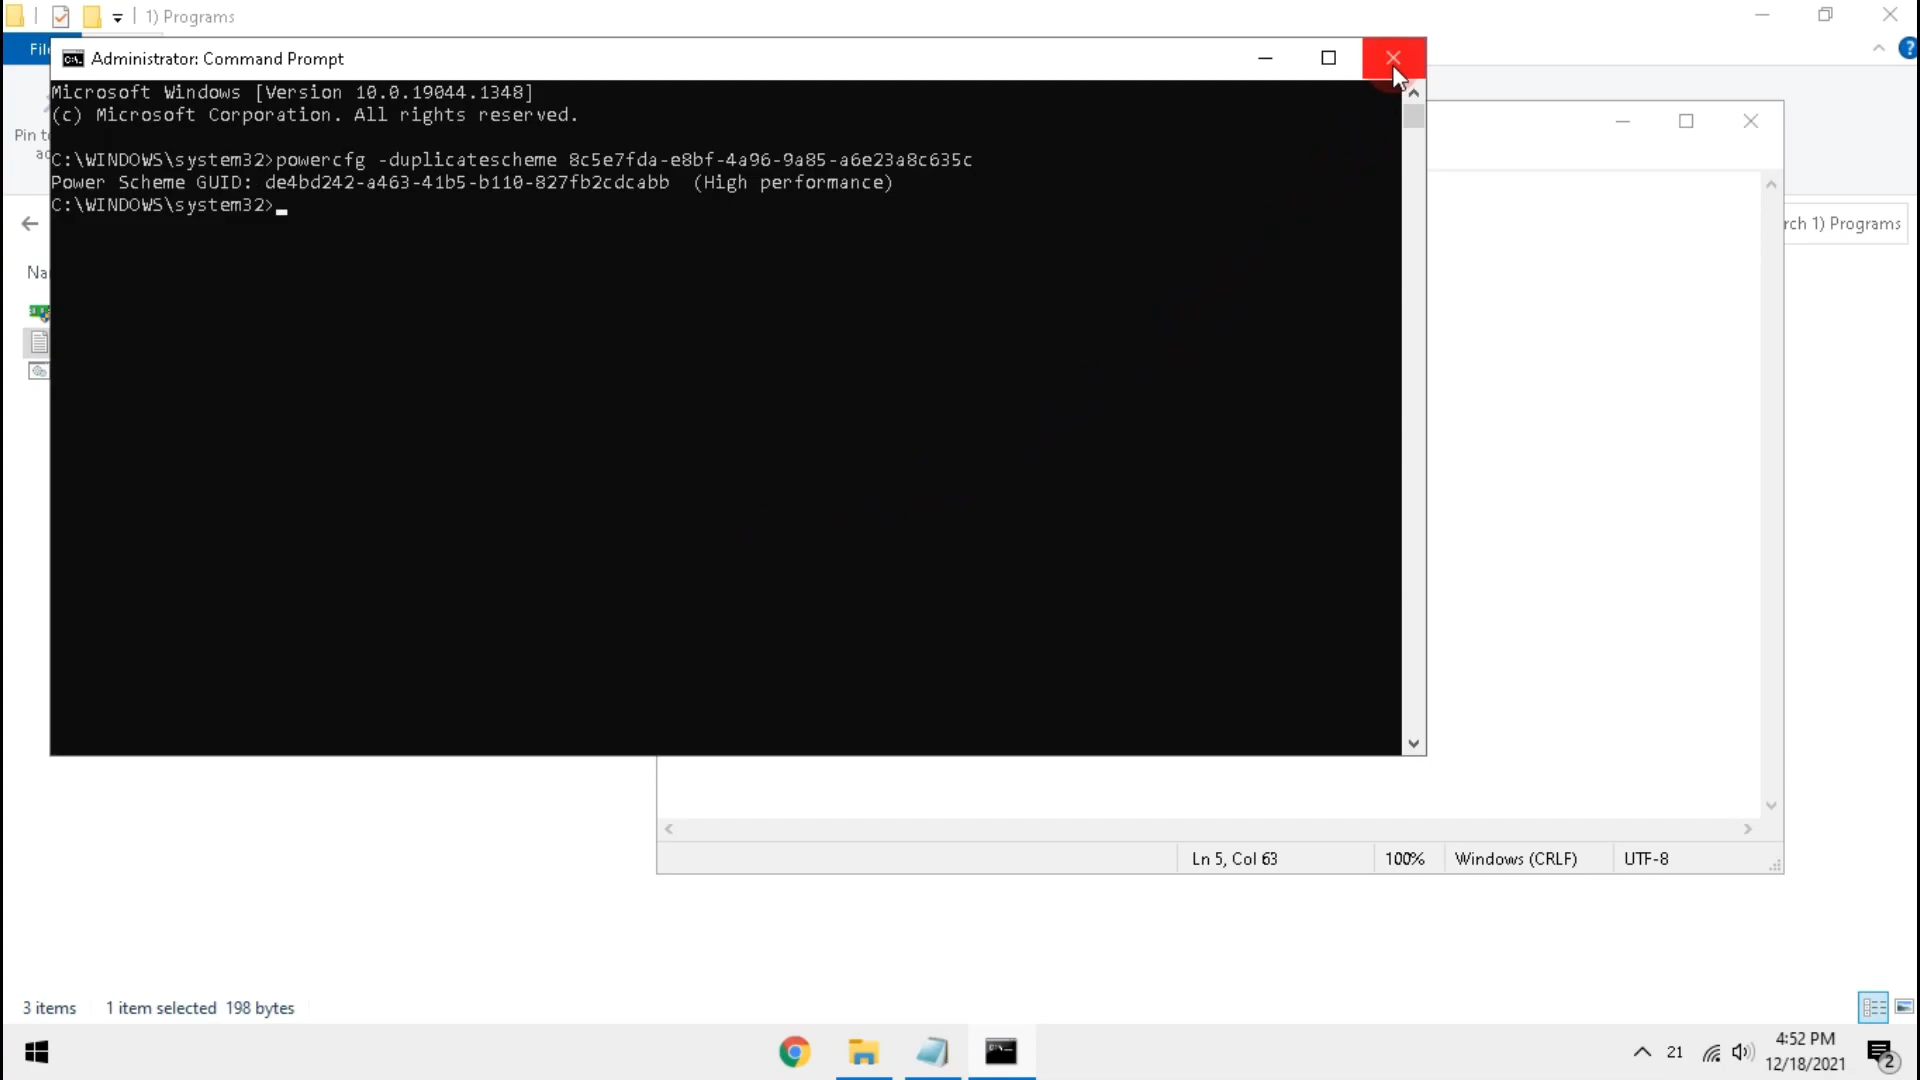 1) Programs
File
Administrator: Command Prompt
Microsoft Windows [Version 10.0.19044.1348]
(c) Microsoft Corporation. All rights reserved.
Pin to
C:\WINDOWS\system32>powercfg -duplicatescheme 8c5e7fda-e8bf-4a96-9a85-a6e23a8c635c
Power Scheme GUID: de4bd242-a463-41b5-b110-827fb2cdcabb (High performance)
C:\WINDOWS\system32>
rch 1) Programs
Na
Ln 5, Col 63
100%
Windows (CRLF)
UTF-8
3 items
1 item selected 198 bytes
21
4:52 PM
12/18/2021
2